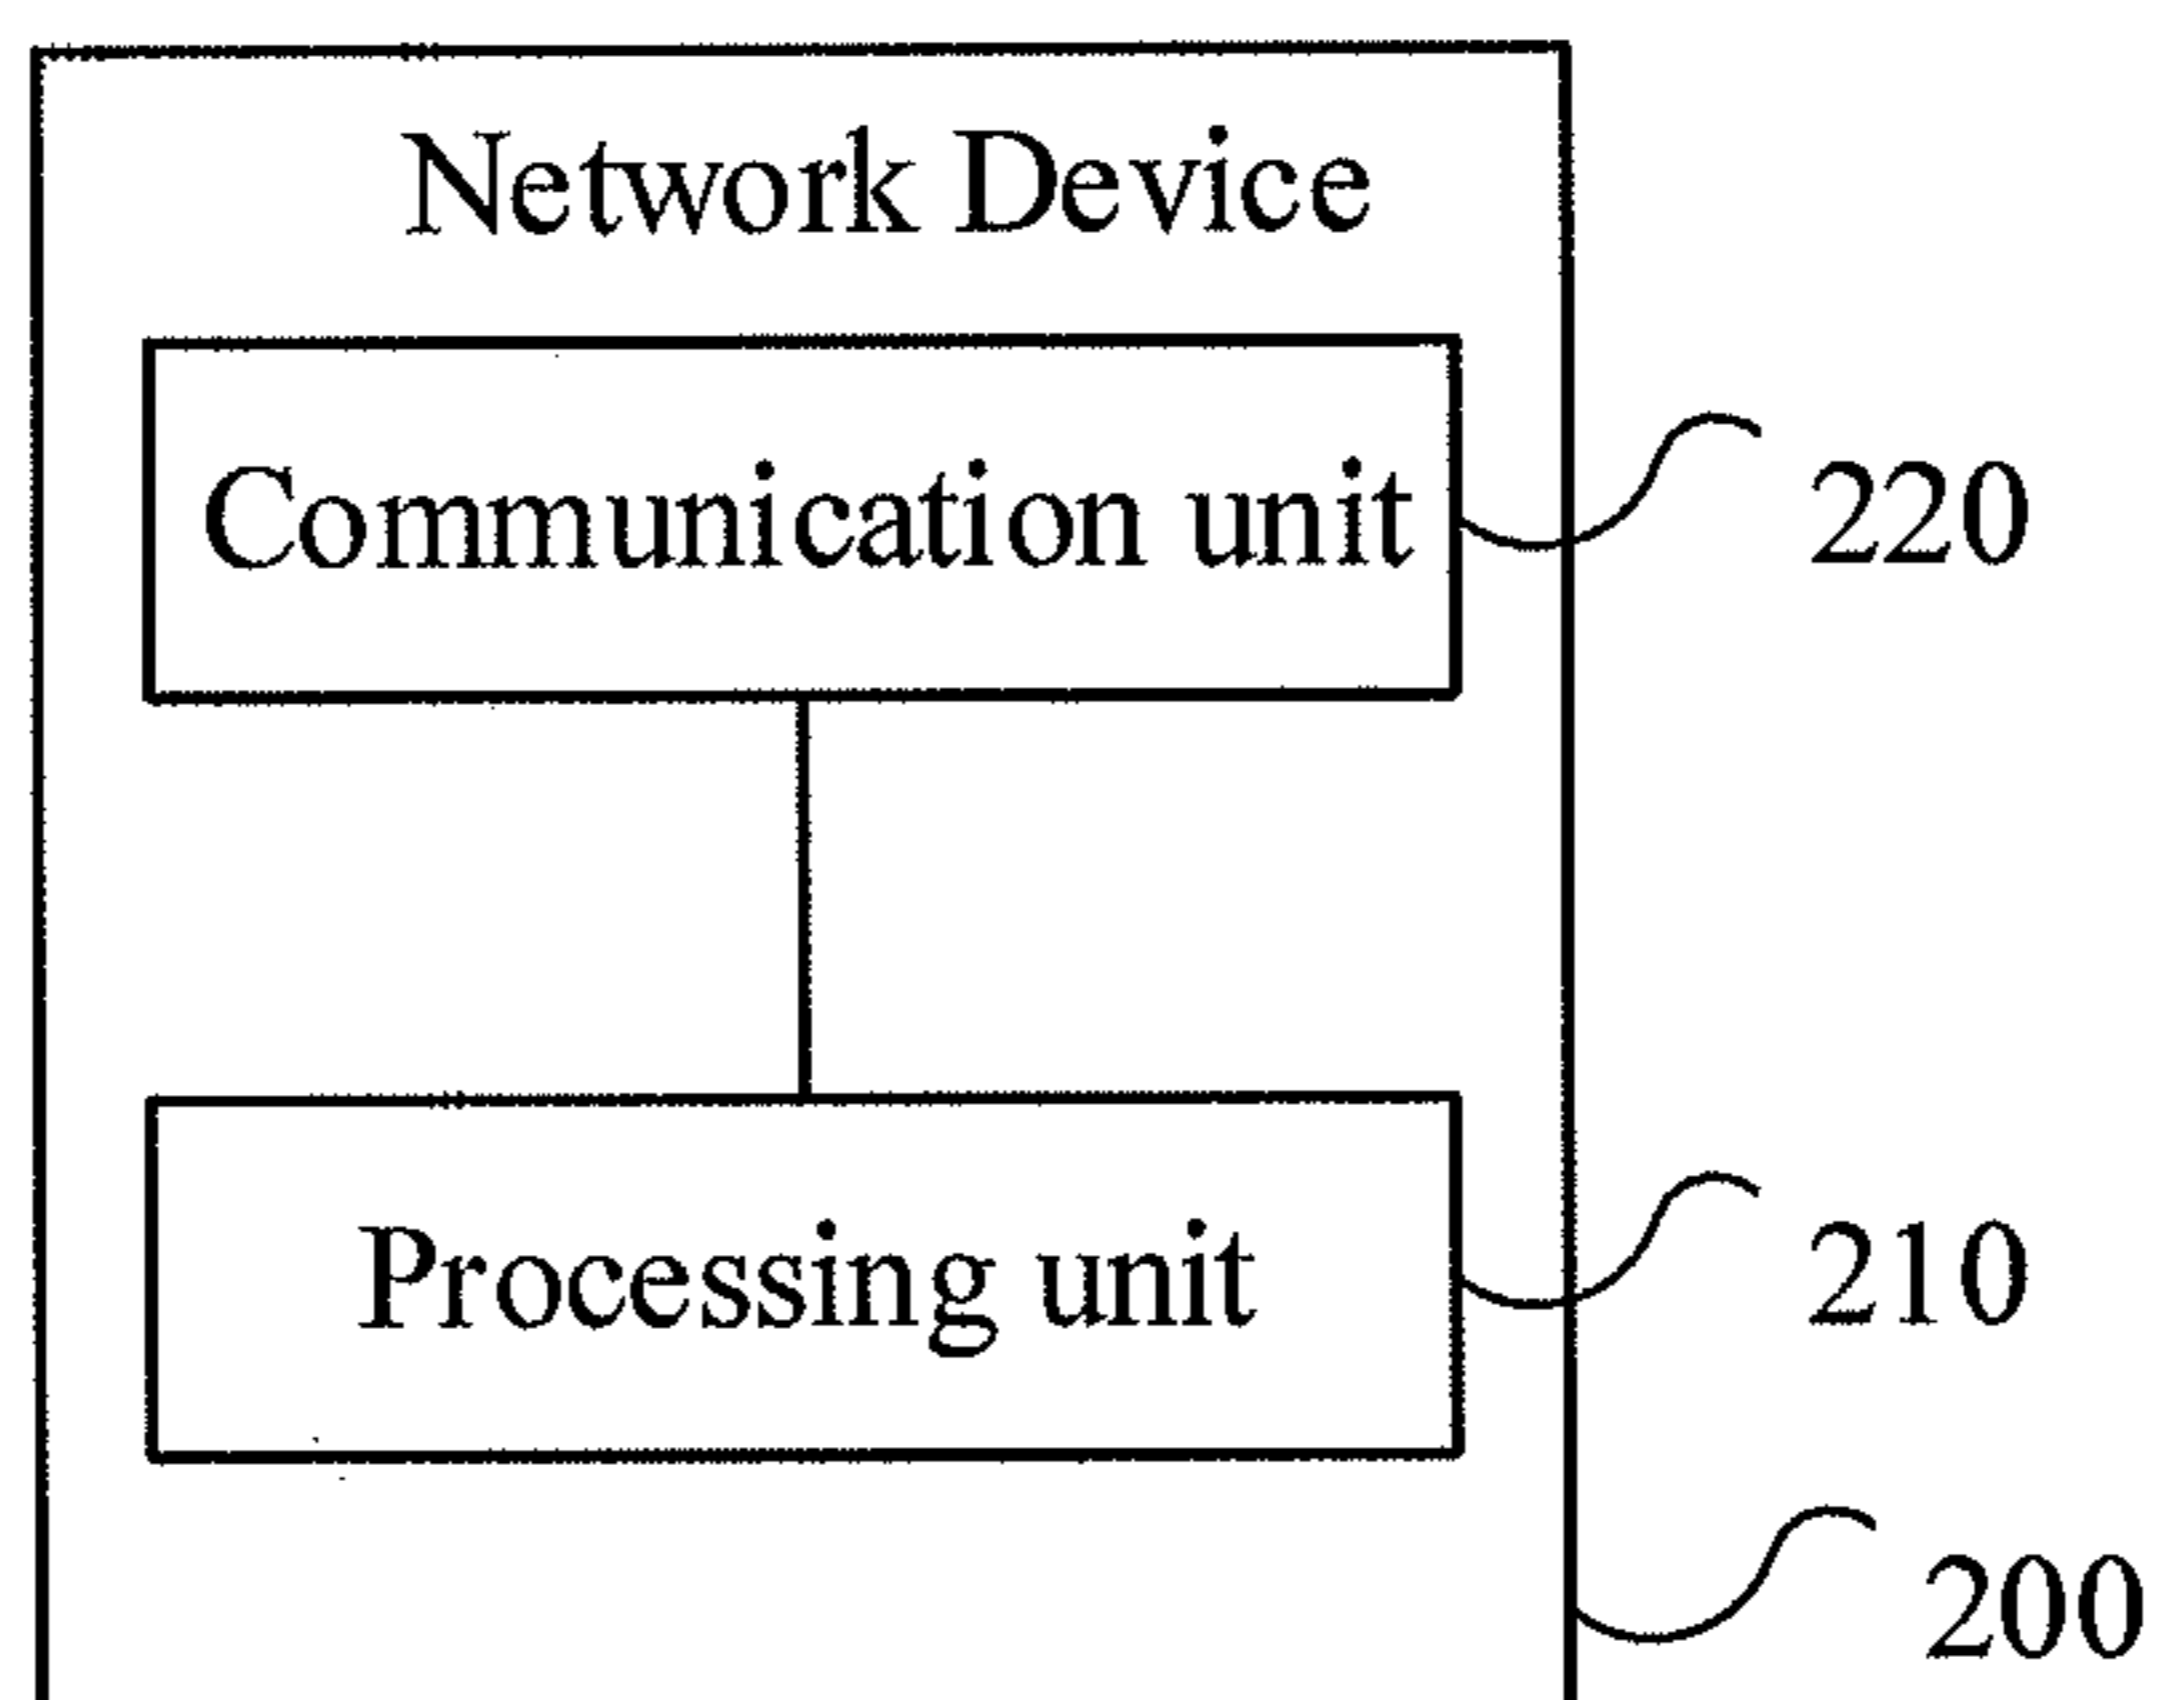 Network Device
Communication unit
220
Processing unit
210
200